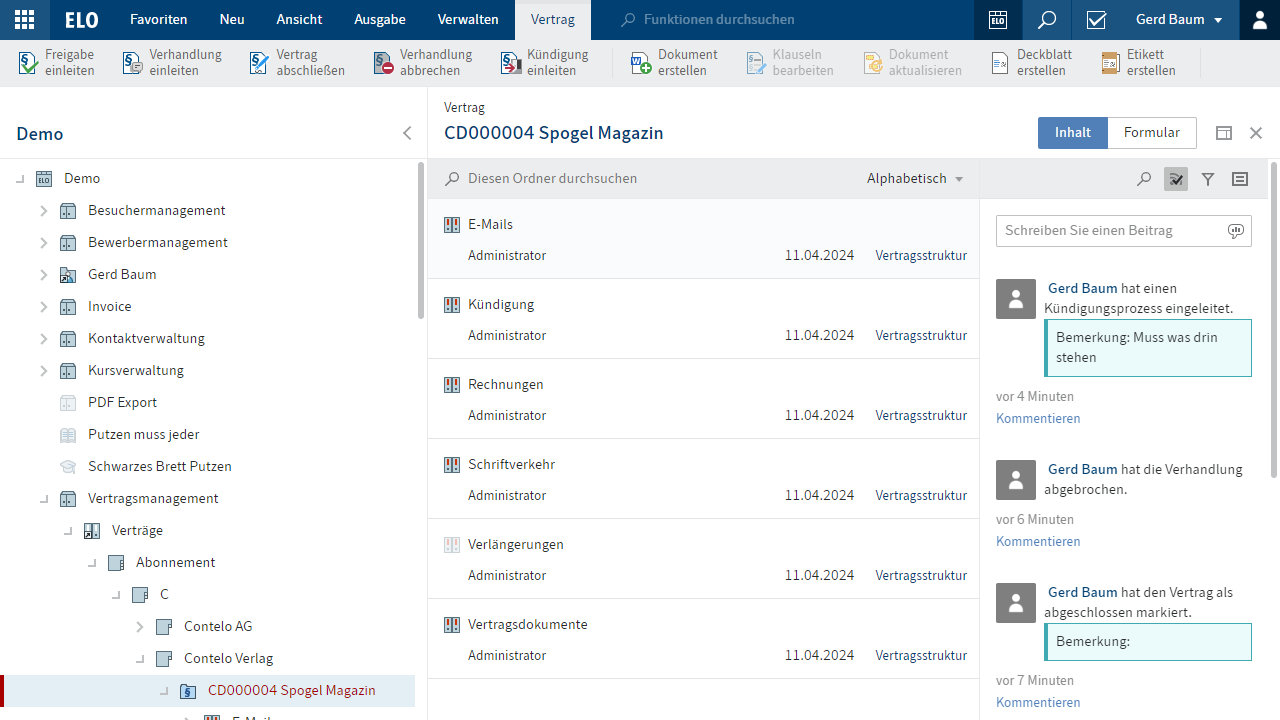 ELO Favoriten Neu Ansicht Ausgabe Verwalten Vertrag Funktionen durchsuchen ELO Gerd Baum
Freigabe einleiten
Verhandlung einleiten
Vertrag abschließen
Verhandlung abbrechen
Kündigung einleiten
Dokument erstellen
Klauseln bearbeiten
Dokument aktualisieren
Deckblatt erstellen
Etikett erstellen
Demo
Demo
Besuchermanagement
Bewerbermanagement
Gerd Baum
Invoice
Kontaktverwaltung
Kursverwaltung
PDF Export
Putzen muss jeder
Schwarzes Brett Putzen
Vertragsmanagement
Verträge
Abonnement
C
Contelo AG
Contelo Verlag
CD000004 Spogel Magazin
Vertrag
CD000004 Spogel Magazin
Inhalt Formular
Diesen Ordner durchsuchen Alphabetisch
E-Mails
Administrator 11.04.2024 Vertragsstruktur
Kündigung
Administrator 11.04.2024 Vertragsstruktur
Rechnungen
Administrator 11.04.2024 Vertragsstruktur
Schriftverkehr
Administrator 11.04.2024 Vertragsstruktur
Verlängerungen
Administrator 11.04.2024 Vertragsstruktur
Vertragsdokumente
Administrator 11.04.2024 Vertragsstruktur
Schreiben Sie einen Beitrag
Gerd Baum hat einen
Kündigungsprozess eingeleitet.
Bemerkung: Muss was drin
stehen
vor 4 Minuten
Kommentieren
Gerd Baum hat die Verhandlung
abgebrochen.
vor 6 Minuten
Kommentieren
Gerd Baum hat den Vertrag als
abgeschlossen markiert.
Bemerkung:
vor 7 Minuten
Kommentieren